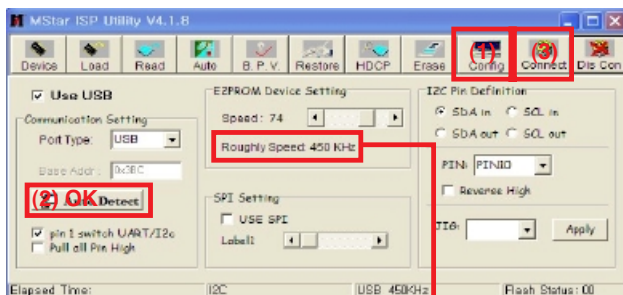 MStar ISP Utility V4.1.8
Device Load Read Auto B. P. V. Restore HDCP Erase Config Connect Dis Con
(1) (3)
Use USB
Communication Setting
Port Type: USB
Base Addr: 0x3BC
(2) OK
Auto Detect
pin 1 switch UART/I2c
Pull all Pin High
E2PROM Device Setting
Speed: 74
Roughly Speed: 450 KHz
SPI Setting
USE SPI
Label1
I2C Pin Definition
SDA in SCL in
SDA out SCL out
PIN: PIN10
Reverse High
JIG: Apply
Elapsed Time: I2C USB 450KHz Flash Status: 00